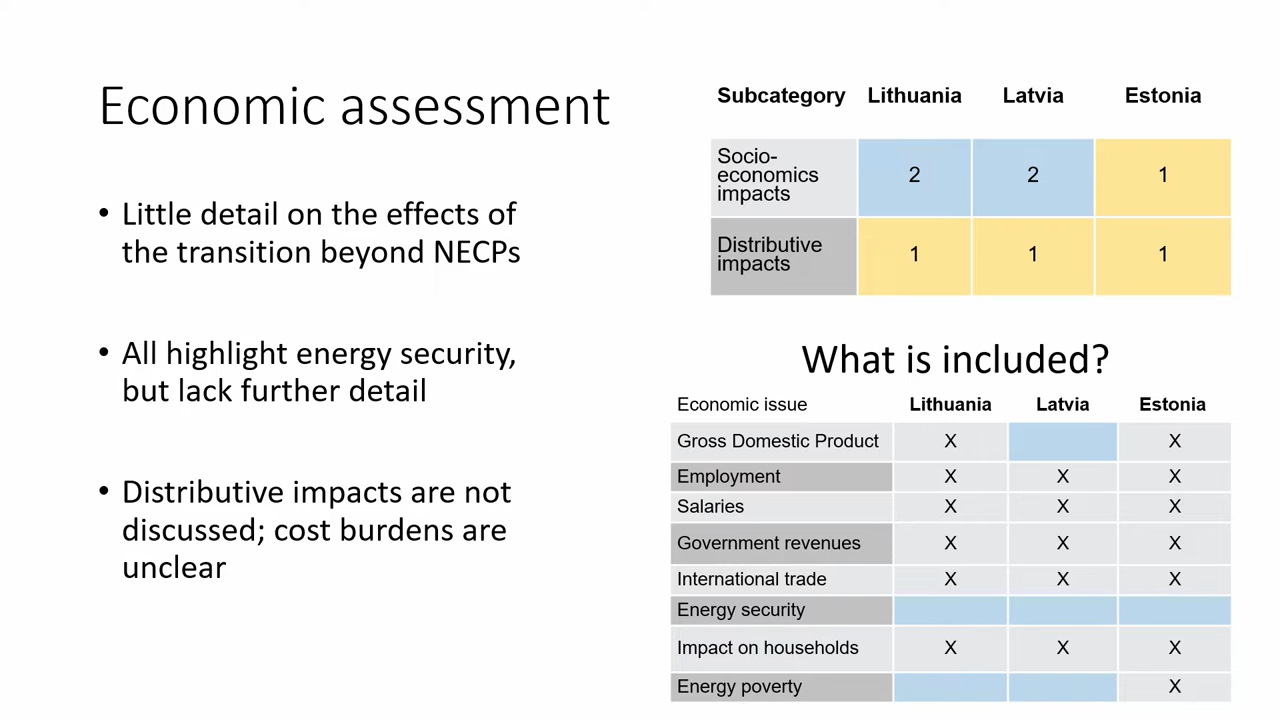 Economic assessment
• Little detail on the effects of
the transition beyond NECPs
• All highlight energy security,
but lack further detail
• Distributive impacts are not
discussed; cost burdens are
unclear
Subcategory Lithuania Latvia Estonia
Socio-
economics
impacts
2 2 1
Distributive
impacts
1 1 1
What is included?
Economic issue Lithuania Latvia Estonia
Gross Domestic Product X X
Employment X X X
Salaries X X X
Government revenues X X X
International trade X X X
Energy security
Impact on households X X X
Energy poverty X